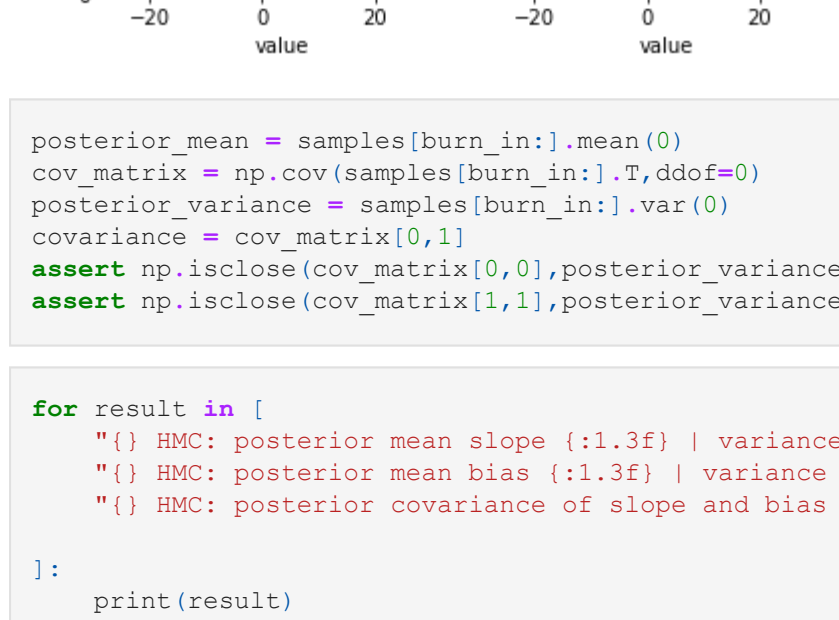 −20 0 20 −20 0 20
value value
posterior_mean = samples[burn_in:].mean(0)
cov_matrix = np.cov(samples[burn_in:].T,ddof=0)
posterior_variance = samples[burn_in:].var(0)
covariance = cov_matrix[0,1]
assert np.isclose(cov_matrix[0,0],posterior_variance
assert np.isclose(cov_matrix[1,1],posterior_variance
for result in [
    "{} HMC: posterior mean slope {:1.3f} | variance
    "{} HMC: posterior mean bias {:1.3f} | variance
    "{} HMC: posterior covariance of slope and bias
]:
    print(result)